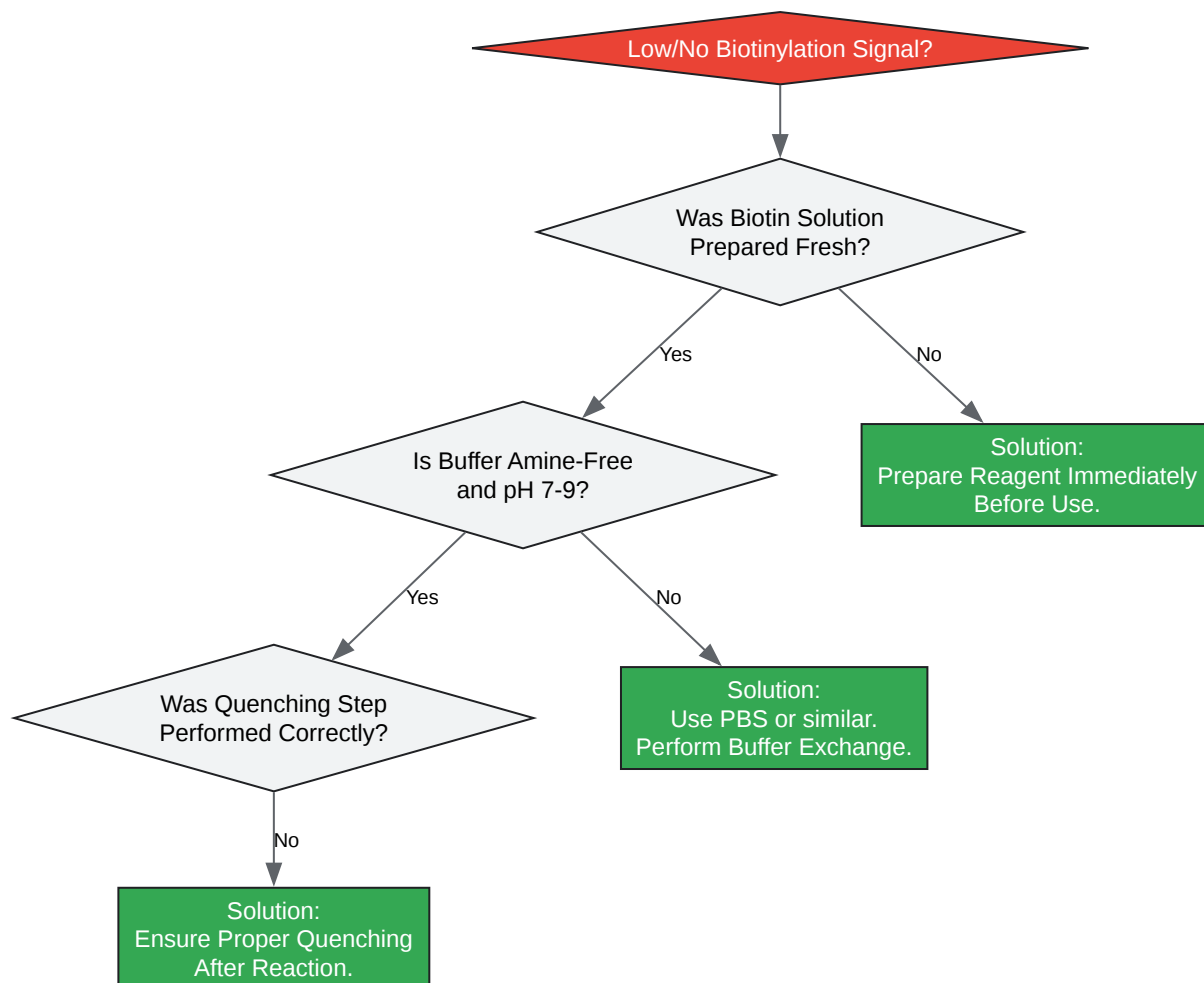 Low/No Biotinylation Signal?
Was Biotin Solution
Prepared Fresh?
Yes
No
Is Buffer Amine-Free
and pH 7-9?
Solution:
Prepare Reagent Immediately
Before Use.
Yes
No
Was Quenching Step
Performed Correctly?
Solution:
Use PBS or similar.
Perform Buffer Exchange.
No
Solution:
Ensure Proper Quenching
After Reaction.